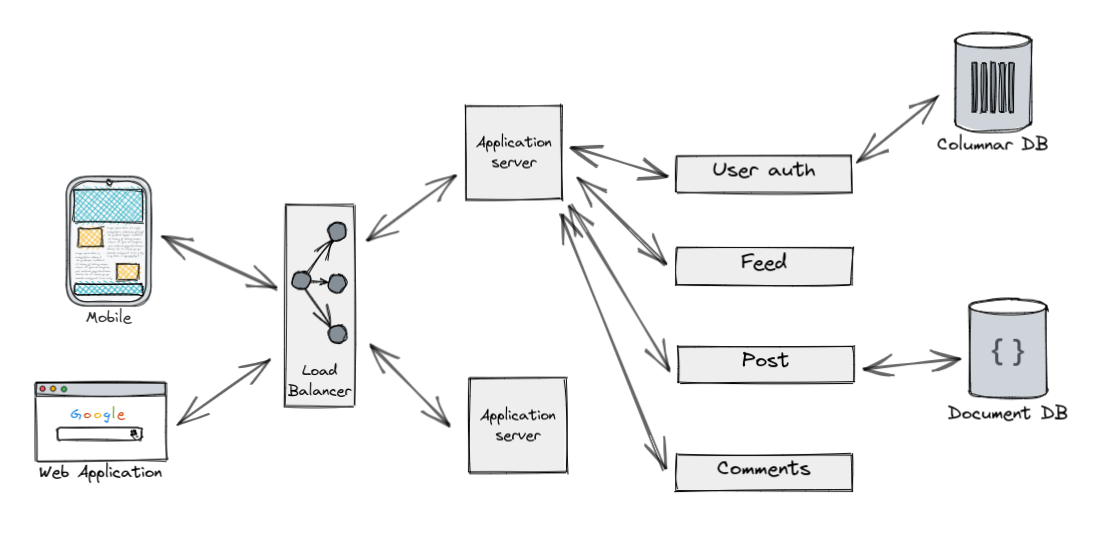 Columnar DB
Application
server
User auth
Feed
Mobile
Post
Load
Balancer
Google
Application
server
Document DB
Comments
Web Application
{ }